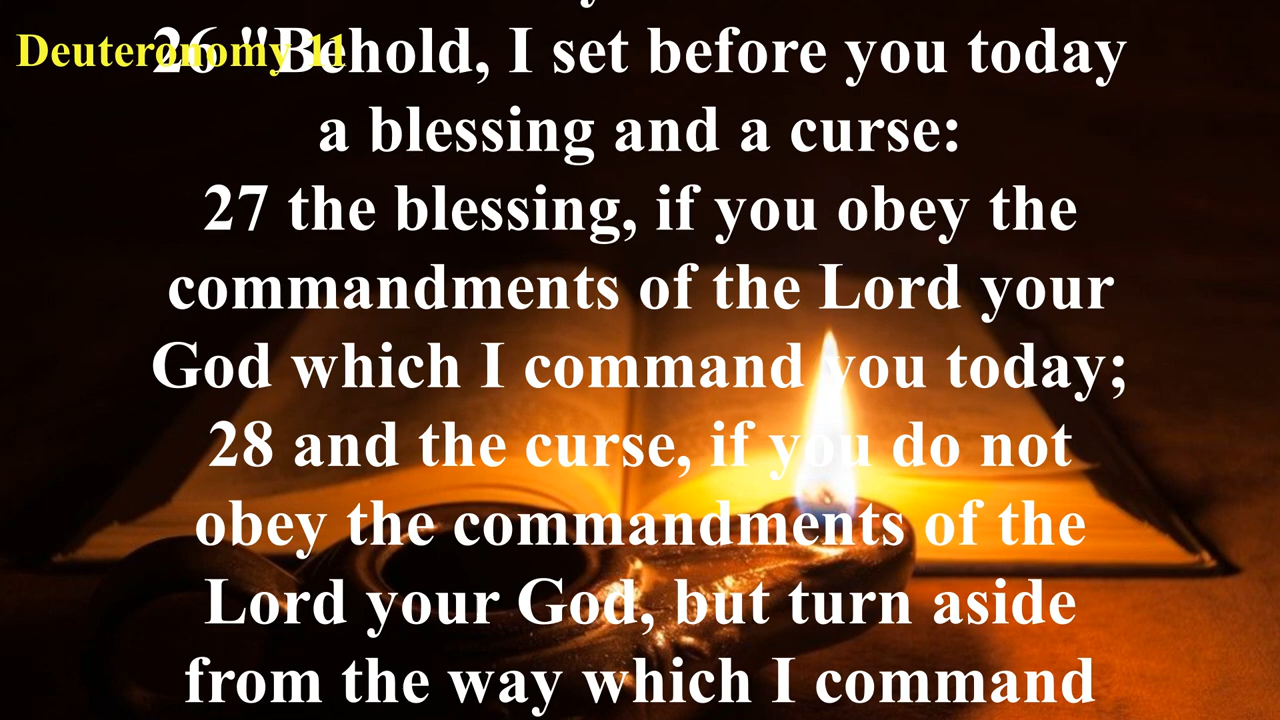 Deuteronomy 11
26 "Behold, I set before you today
a blessing and a curse:
27 the blessing, if you obey the
commandments of the Lord your
God which I command you today;
28 and the curse, if you do not
obey the commandments of the
Lord your God, but turn aside
from the way which I command